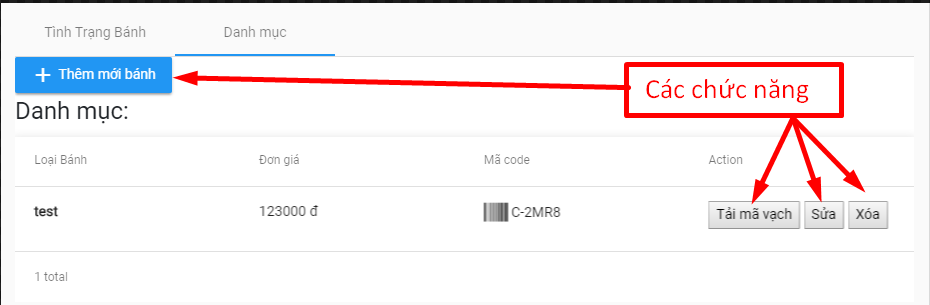 Tình Trạng Bánh Danh mục
+ Thêm mới bánh
Các chức năng
Danh mục:
Loại Bánh Đơn giá Mã code Action
test 123000 đ C-2MR8 Tải mã vạch Sửa Xóa
1 total